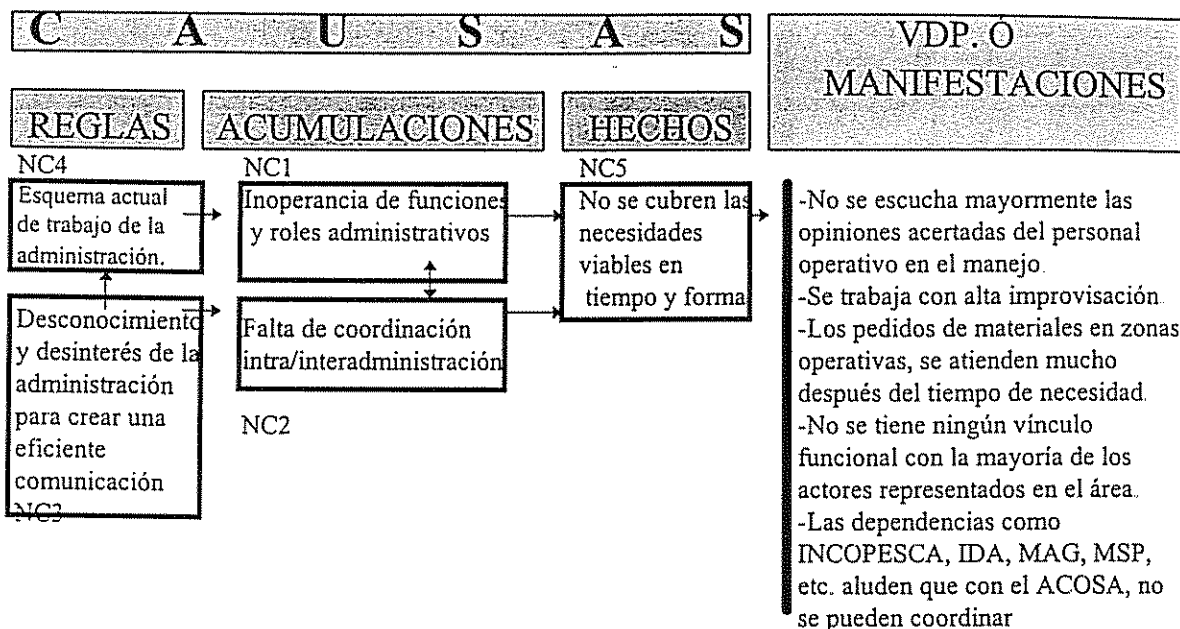 C A U S A S
VDP. Ó
MANIFESTACIONES
REGLAS
ACUMULACIONES
HECHOS
NC4
Esquema actual
de trabajo de la
administración.
Desconocimiento
y desinterés de la
administración
para crear una
eficiente
comunicación
NC3
NC1
Inoperancia de funciones
y roles administrativos
Falta de coordinación
intra/interadministración
NC2
NC5
No se cubren las
necesidades
viables en
tiempo y forma
-No se escucha mayormente las
opiniones acertadas del personal
operativo en el manejo.
-Se trabaja con alta improvisación
-Los pedidos de materiales en zonas
operativas, se atienden mucho
después del tiempo de necesidad.
-No se tiene ningún vínculo
funcional con la mayoría de los
actores representados en el área.
-Las dependencias como
INCOPESCA, IDA, MAG, MSP,
etc. aluden que con el ACOSA, no
se pueden coordinar